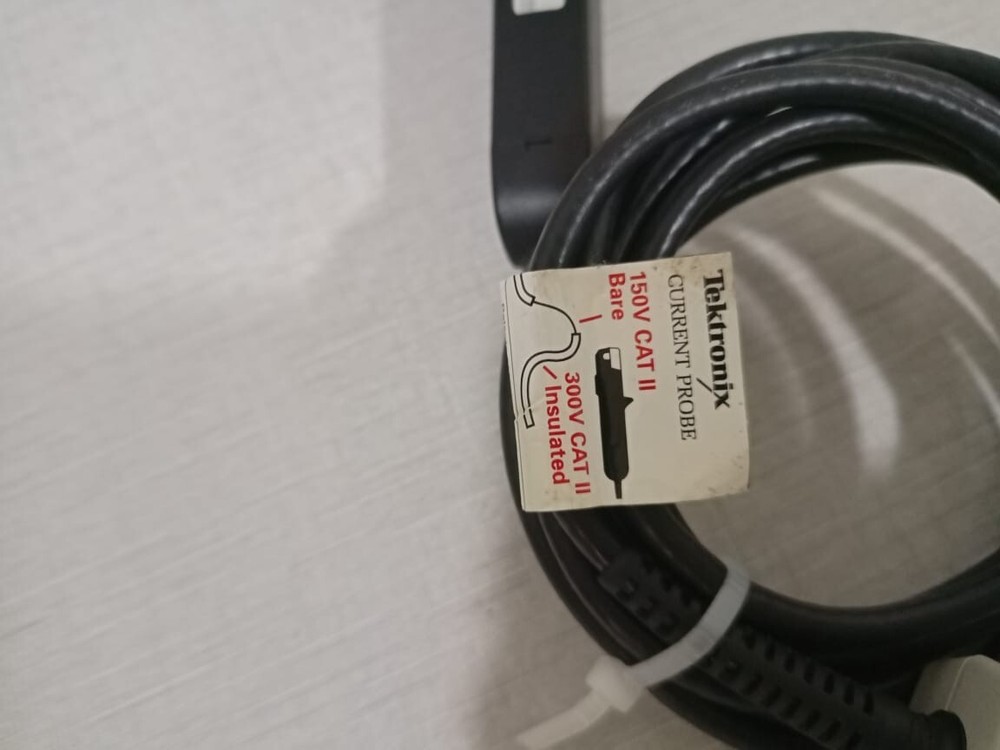 Tektronix
CURRENT PROBE
150V CAT II
Bare
300V CAT II
Insulated